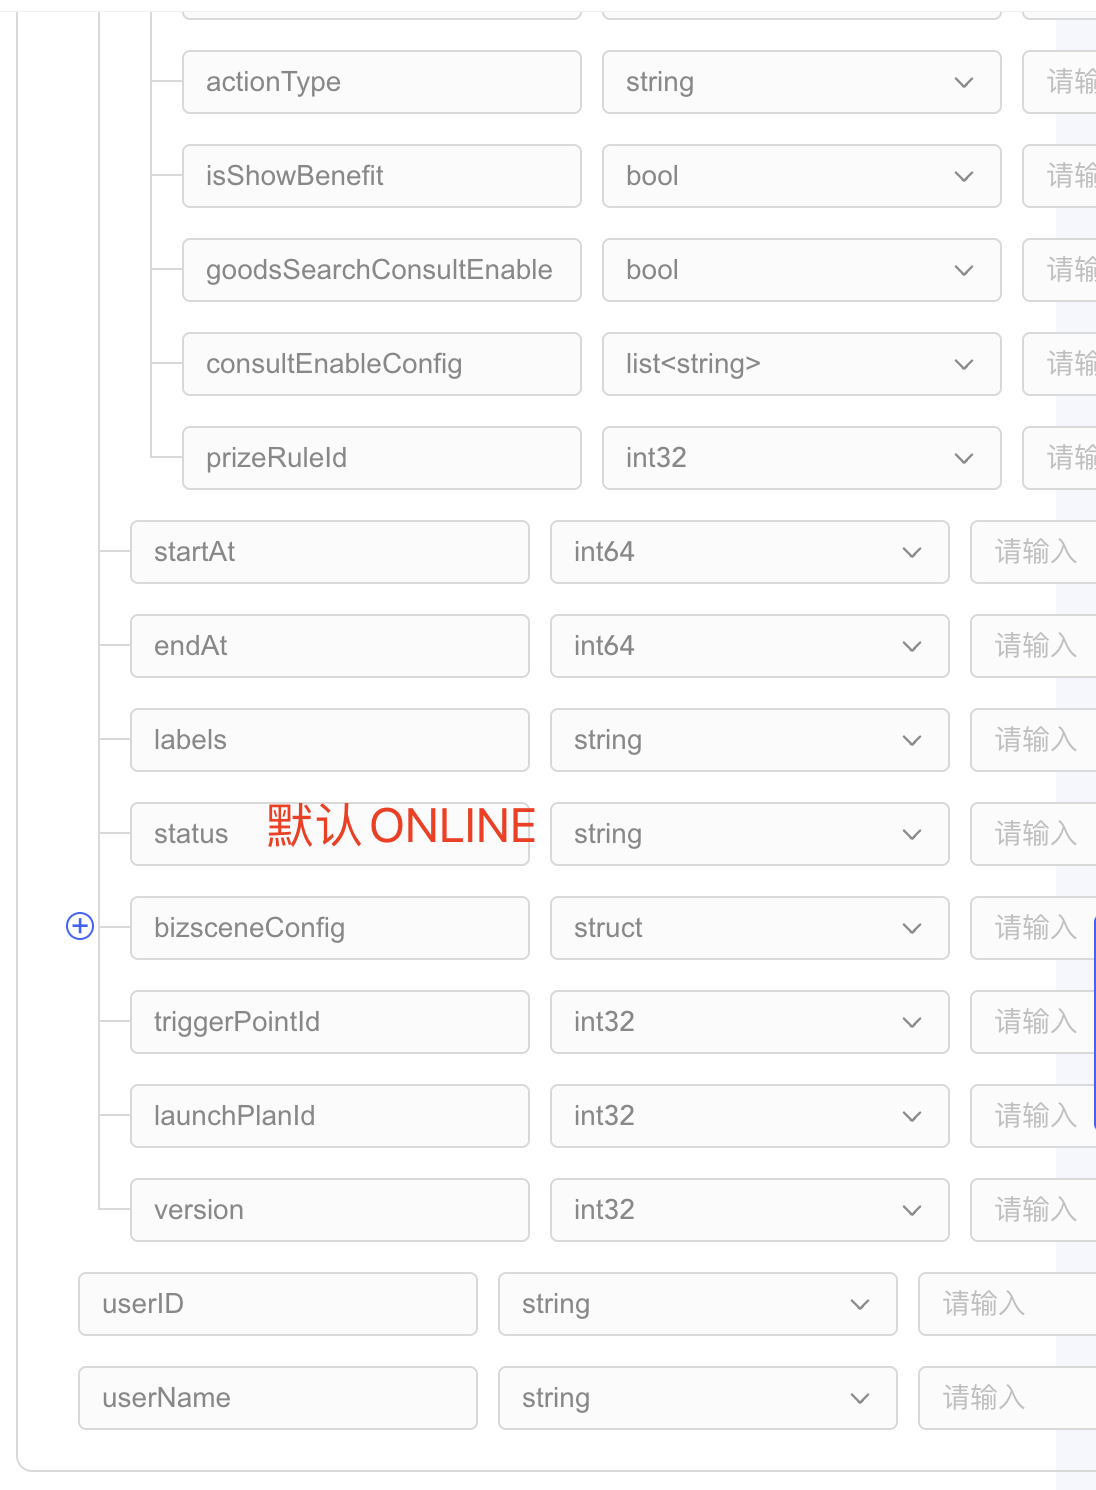 actionType string 请输
isShowBenefit bool 请输
goodsSearchConsultEnable bool 请输
consultEnableConfig list<string> 请输
prizeRuleId int32 请输
startAt int64 请输入
endAt int64 请输入
labels string 请输入
status 默认 ONLINE string 请输入
bizsceneConfig struct 请输入
triggerPointId int32 请输入
launchPlanId int32 请输入
version int32 请输入
userID string 请输入
userName string 请输入